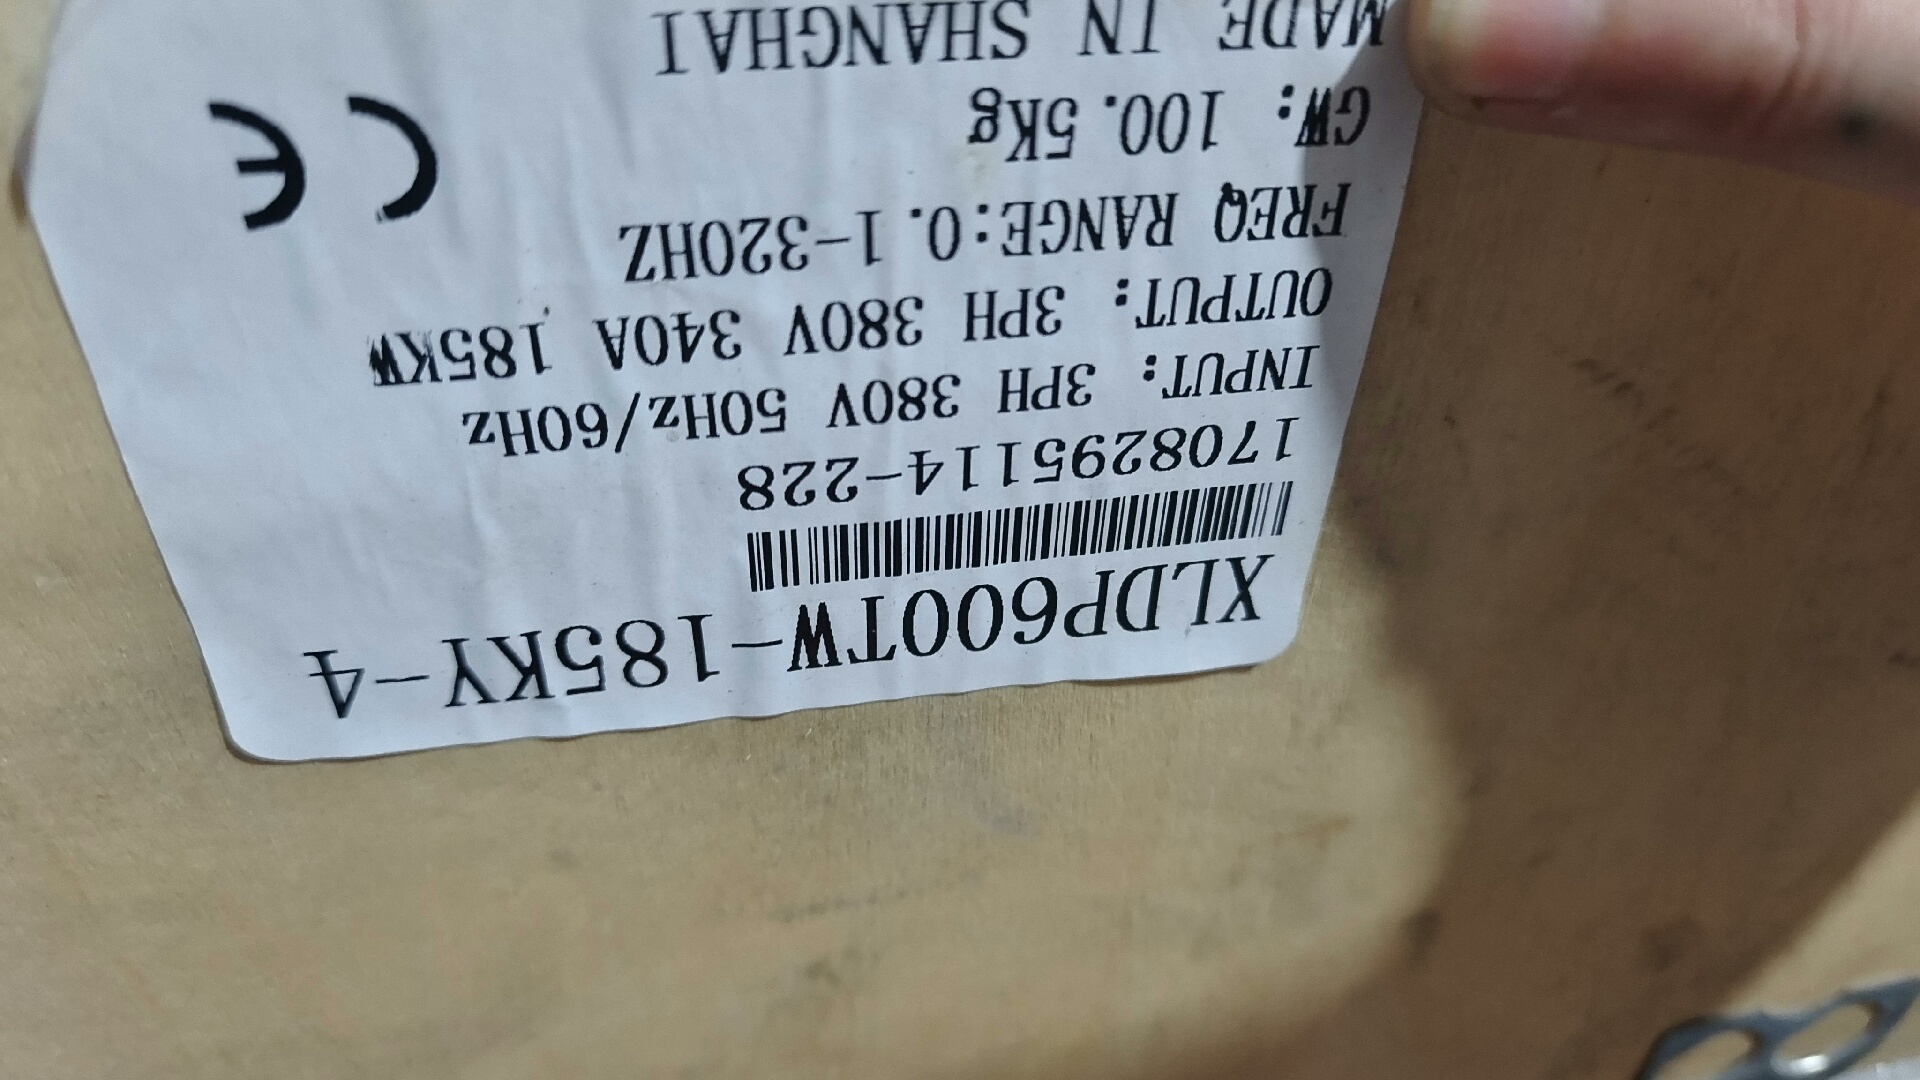 XLDP600TW-185KY-4
1708295114-228
INPUT: 3PH 380V 50Hz/60Hz
OUTPUT: 3PH 380V 340A 185KW
FREQ RANGE:0.1-320HZ
GW: 100.5Kg
MADE IN SHANGHAI
CE